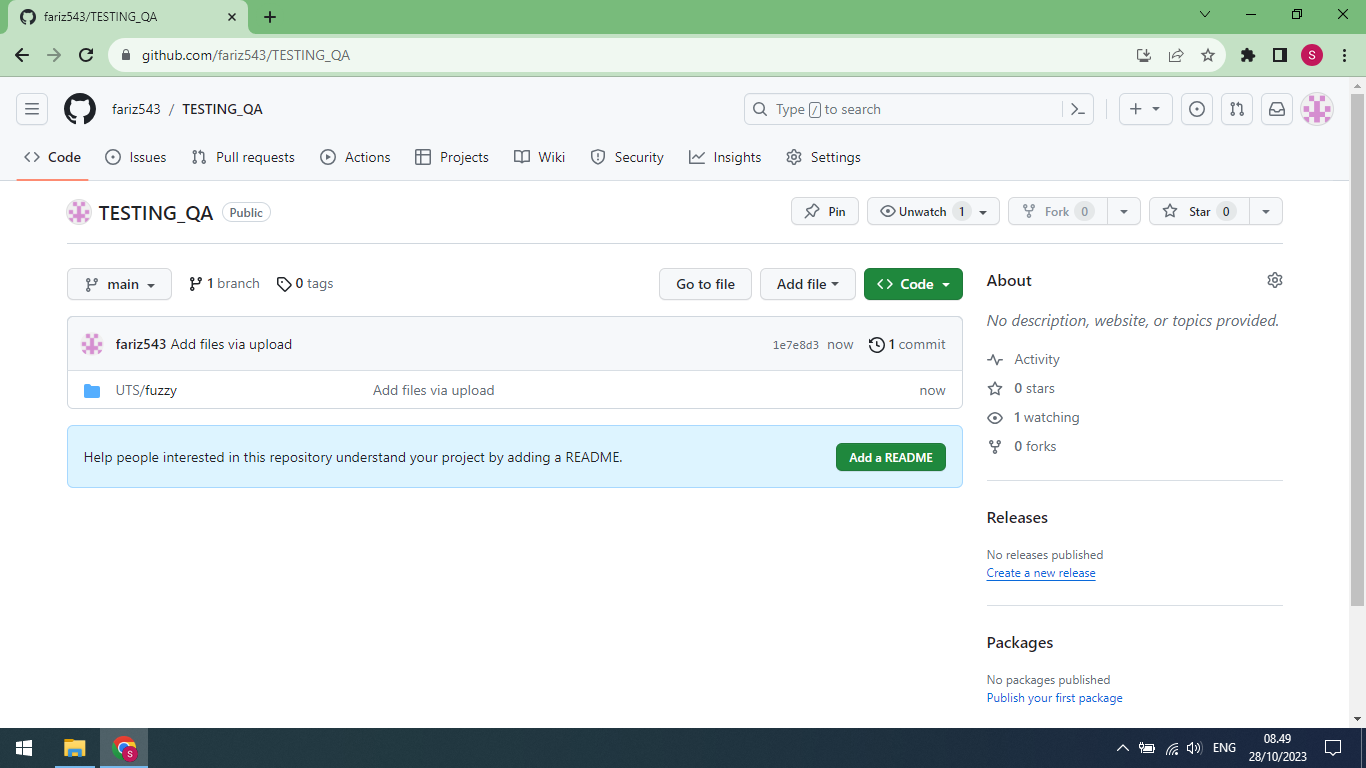 fariz543/TESTING_QA
github.com/fariz543/TESTING_QA
S
fariz543 / TESTING_QA
Type / to search
Code Issues Pull requests Actions Projects Wiki Security Insights Settings
TESTING_QA Public
Pin Unwatch 1 Fork 0 Star 0
main 1 branch 0 tags Go to file Add file Code
fariz543 Add files via upload 1e7e8d3 now 1 commit
UTS/fuzzy Add files via upload now
Help people interested in this repository understand your project by adding a README. Add a README
About
No description, website, or topics provided.
Activity
0 stars
1 watching
0 forks
Releases
No releases published
Create a new release
Packages
No packages published
Publish your first package
S
ENG
08.49
28/10/2023